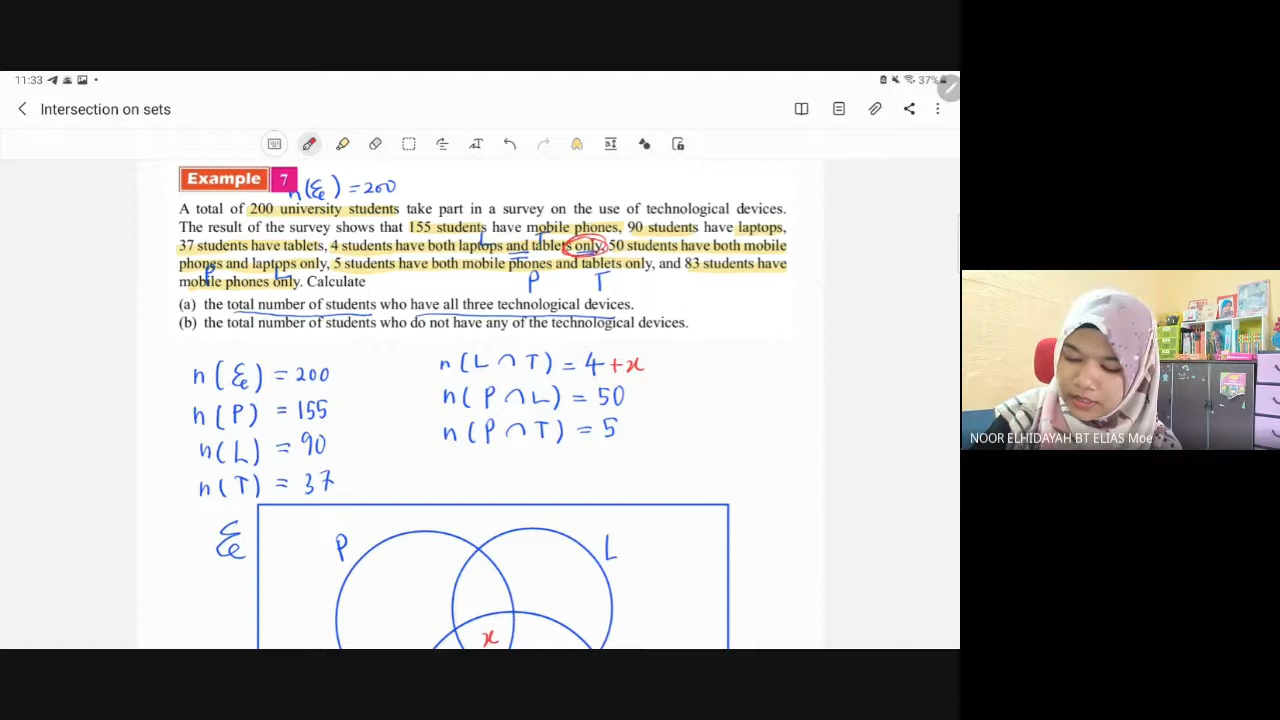 11:33
37%
Intersection on sets
Example 7
n(ξ) = 200
A total of 200 university students take part in a survey on the use of technological devices.
The result of the survey shows that 155 students have mobile phones, 90 students have laptops,
L T
37 students have tablets, 4 students have both laptops and tablets only, 50 students have both mobile
phones and laptops only, 5 students have both mobile phones and tablets only, and 83 students have
P L P T
mobile phones only. Calculate
(a) the total number of students who have all three technological devices.
(b) the total number of students who do not have any of the technological devices.
n(ξ) = 200
n(P) = 155
n(L) = 90
n(T) = 37
n(L ∩ T) = 4 + x
n(P ∩ L) = 50
n(P ∩ T) = 5
ξ
P
L
x
NOOR ELHIDAYAH BT ELIAS Moe